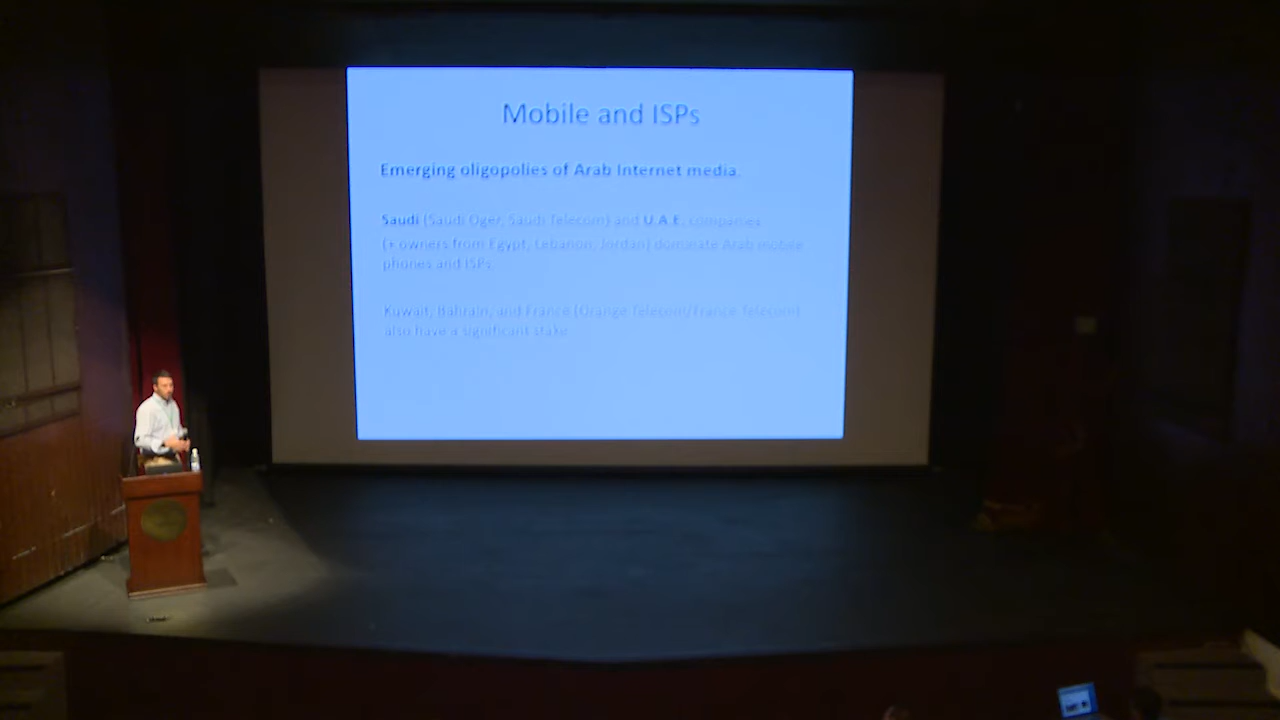 Mobile and ISPs
Emerging oligopolies of Arab Internet media.
Saudi (Saudi Oger, Saudi Telecom) and U.A.E. companies
(+ owners from Egypt, Lebanon, Jordan) dominate Arab mobile
phones and ISPs.
Kuwait, Bahrain, and France (Orange Telecom/France Telecom)
also have a significant stake.